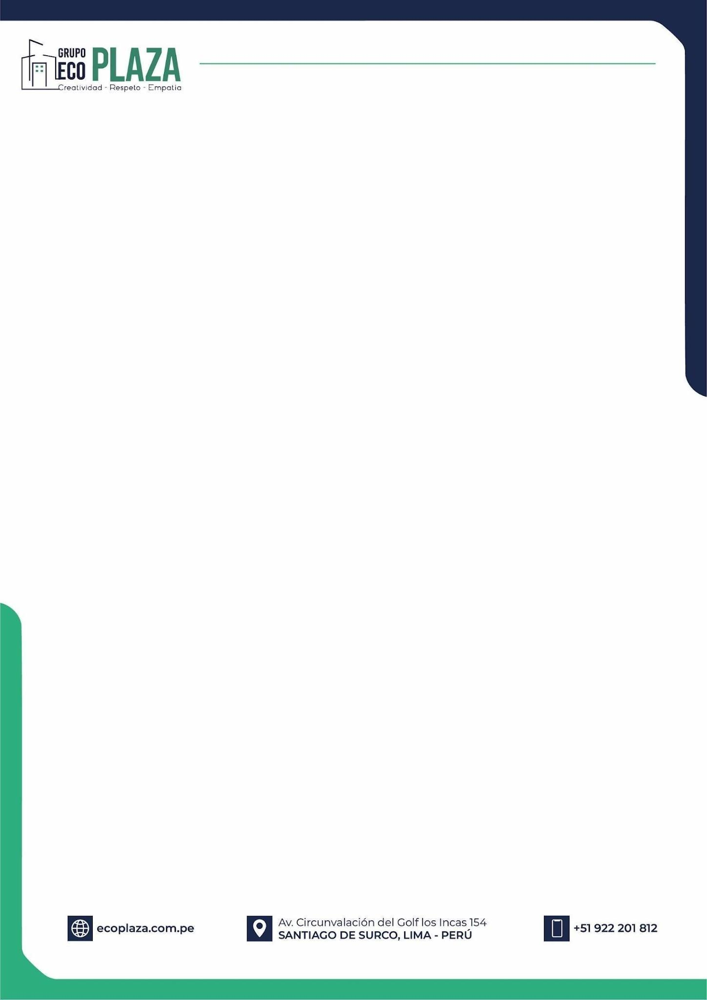 GRUPO
ECO PLAZA
Creatividad - Respeto - Empatia
ecoplaza.com.pe
Av. Circunvalación del Golf los Incas 154
SANTIAGO DE SURCO, LIMA - PERÚ
+51 922 201 812